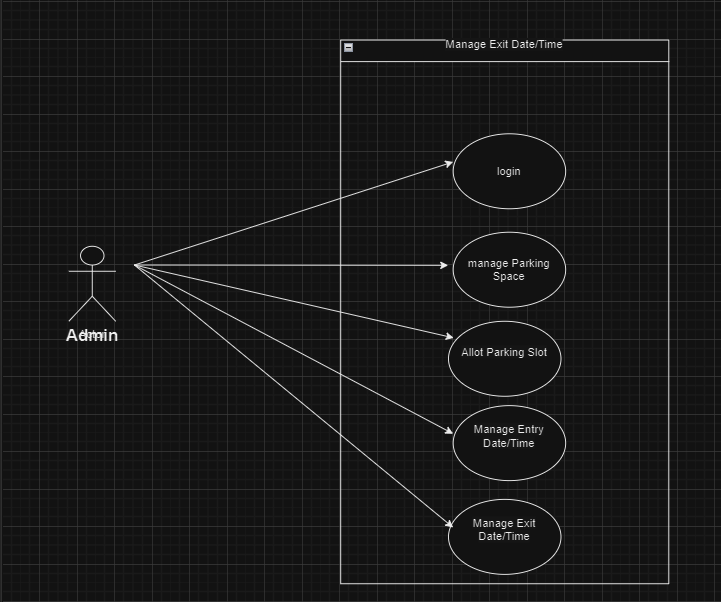 Manage Exit Date/Time
login
manage Parking
Space
Admin
Allot Parking Slot
Manage Entry
Date/Time
Manage Exit
Date/Time